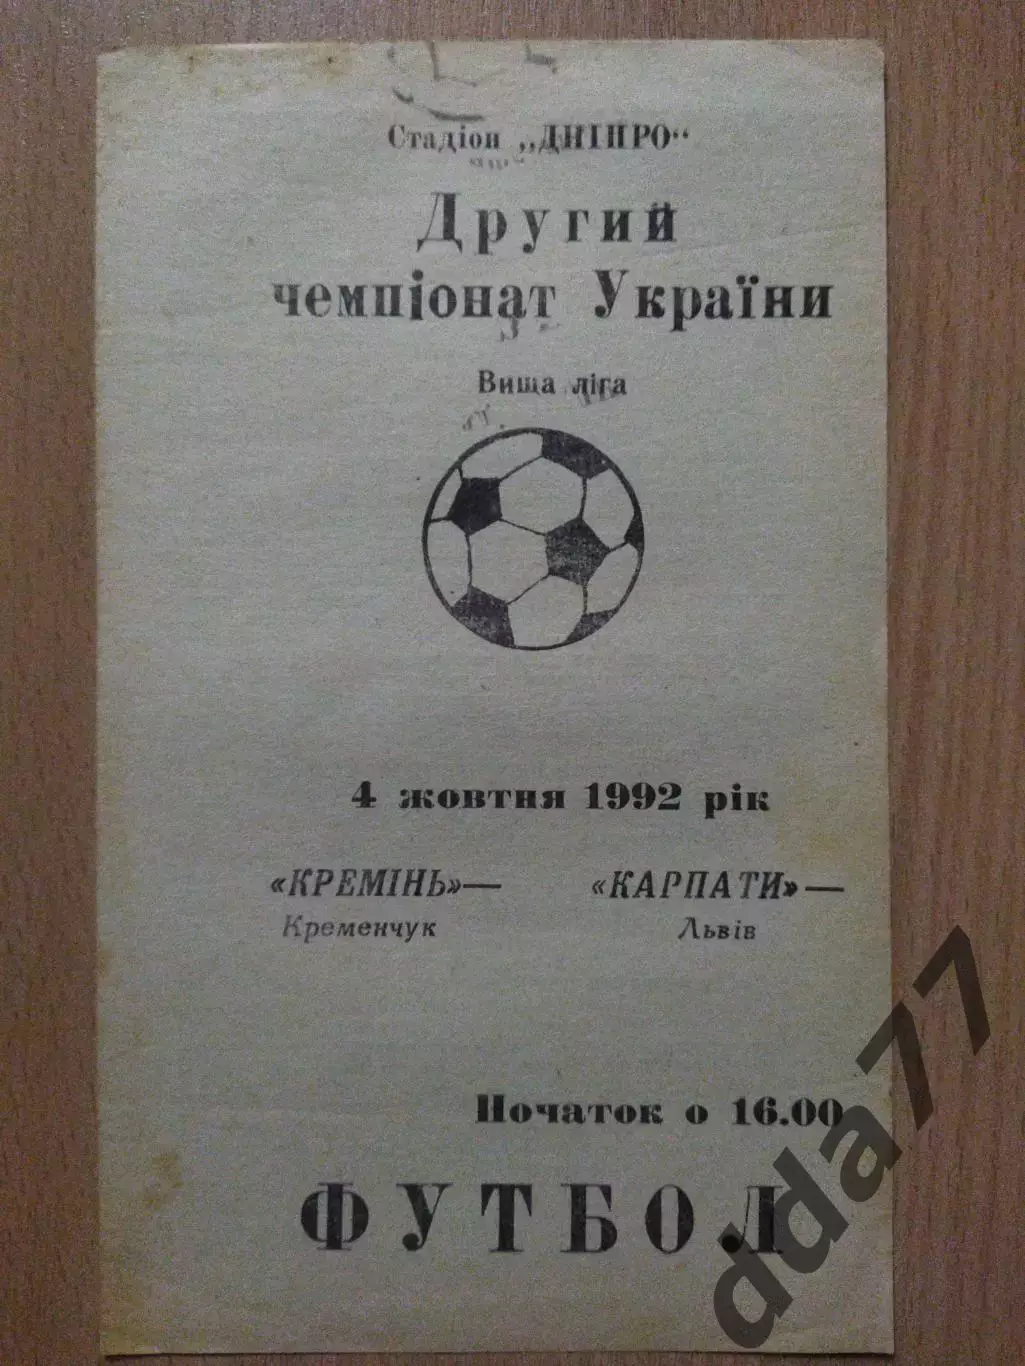 Стадіон „ДНІПРО“
Другий
чемпіонат України
Вища ліга
4 жовтня 1992 рік
«КРЕМІНЬ»— «КАРПАТИ»—
Кременчук Львів
Початок о 16.00
ФУТБОЛ
dda77